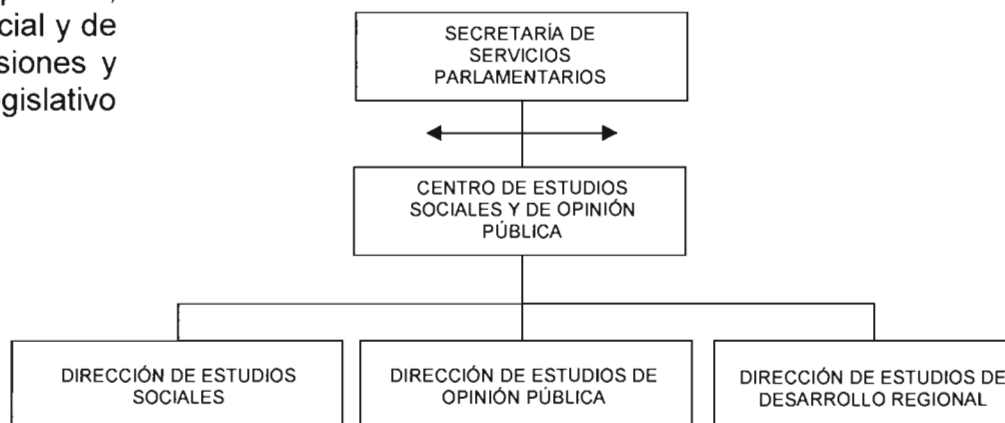 cial y de
siones y
gislativo
SECRETARÍA DE
SERVICIOS
PARLAMENTARIOS
CENTRO DE ESTUDIOS
SOCIALES Y DE OPINIÓN
PÚBLICA
DIRECCIÓN DE ESTUDIOS
SOCIALES
DIRECCIÓN DE ESTUDIOS DE
OPINIÓN PÚBLICA
DIRECCIÓN DE ESTUDIOS DE
DESARROLLO REGIONAL